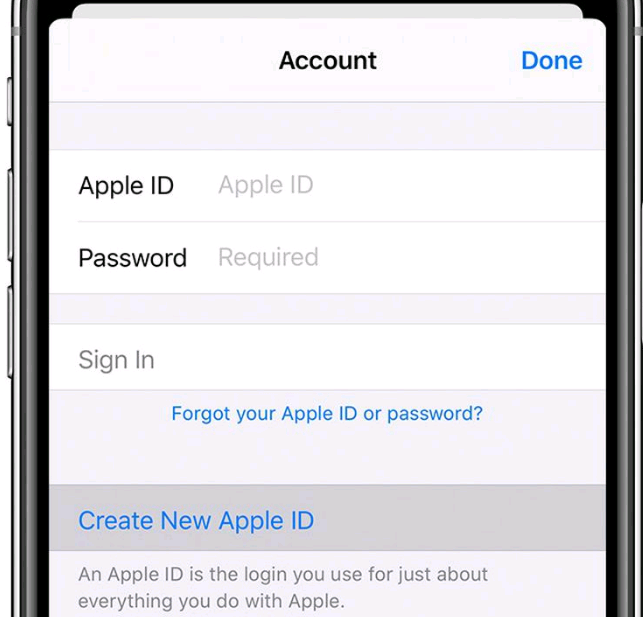 Account
Done
Apple ID
Apple ID
Password
Required
Sign In
Forgot your Apple ID or password?
Create New Apple ID
An Apple ID is the login you use for just about
everything you do with Apple.